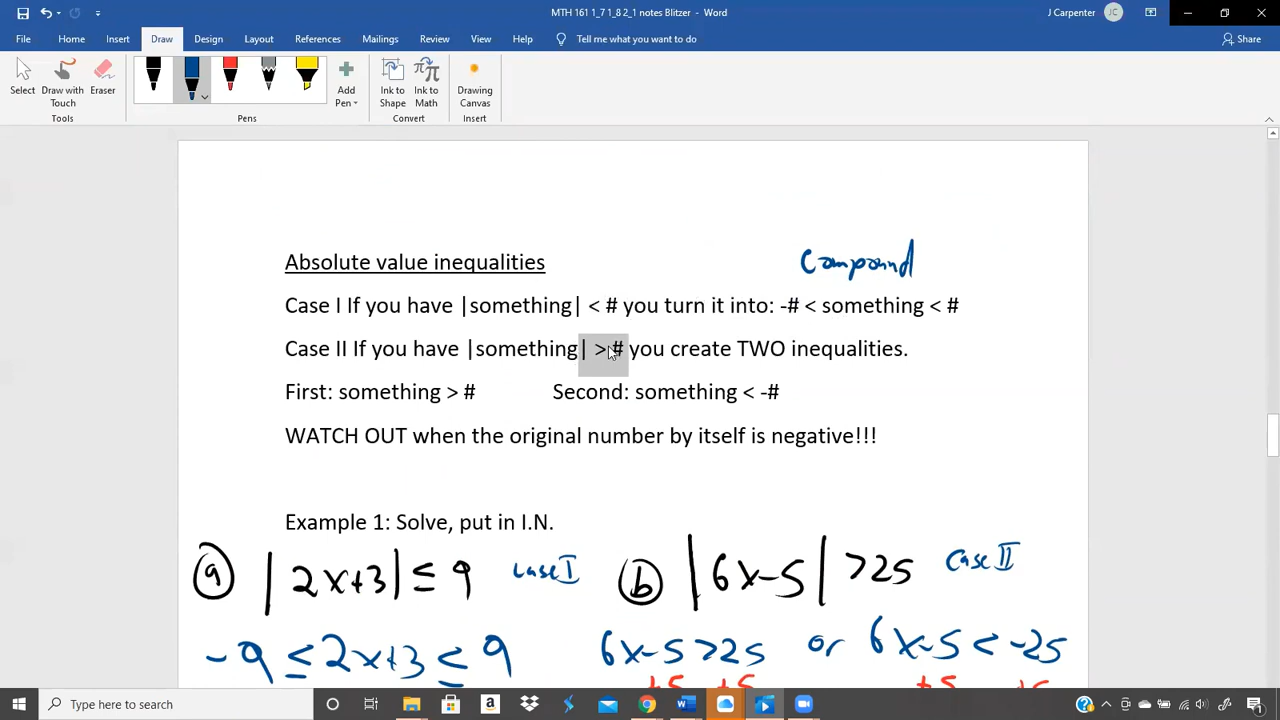 MTH 161 1_7 1_8 2_1 notes Blitzer - Word
J Carpenter JC
File Home Insert Draw Design Layout References Mailings Review View Help Tell me what you want to do Share
Select Draw with Touch Eraser Add Pen Ink to Shape Ink to Math Drawing Canvas
Tools Pens Convert Insert
Compound
Absolute value inequalities
Case I If you have |something| < # you turn it into: -# < something < #
Case II If you have |something| > # you create TWO inequalities.
First: something > # Second: something < -#
WATCH OUT when the original number by itself is negative!!!
Example 1: Solve, put in I.N.
a |2x+3| ≤ 9 case I b |6x-5| >25 Case II
-9 ≤ 2x+3 ≤ 9 6x-5 >25 or 6x-5 < -25
+5 +5 +5
Type here to search